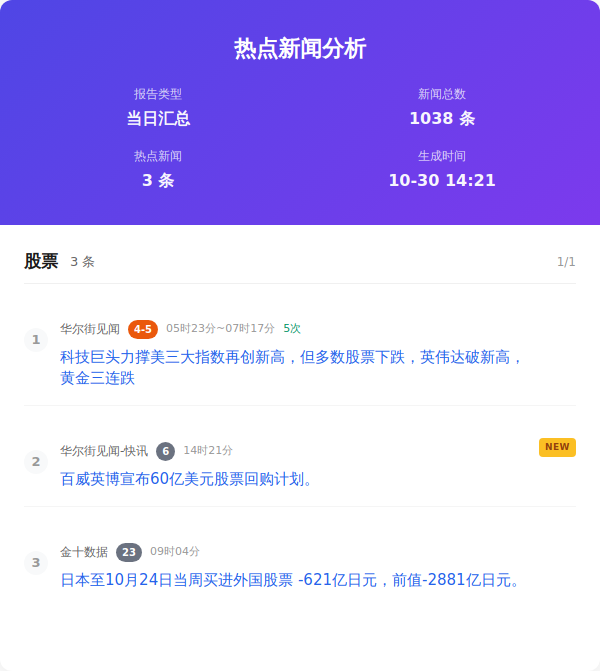 热点新闻分析
报告类型
当日汇总
新闻总数
1038 条
热点新闻
3 条
生成时间
10-30 14:21
股票 3 条 1/1
1
华尔街见闻 4-5 05时23分~07时17分 5次
科技巨头力撑美三大指数再创新高，但多数股票下跌，英伟达破新高，
黄金三连跌
2
华尔街见闻-快讯 6 14时21分 NEW
百威英博宣布60亿美元股票回购计划。
3
金十数据 23 09时04分
日本至10月24日当周买进外国股票 -621亿日元，前值-2881亿日元。